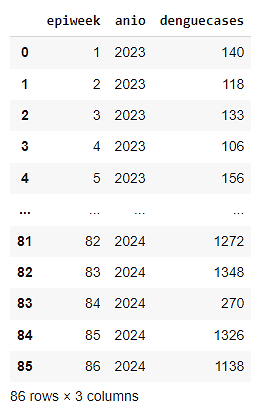 epiweek anio denguecases
0 1 2023 140
1 2 2023 118
2 3 2023 133
3 4 2023 106
4 5 2023 156
... ... ... ...
81 82 2024 1272
82 83 2024 1348
83 84 2024 270
84 85 2024 1326
85 86 2024 1138
86 rows × 3 columns